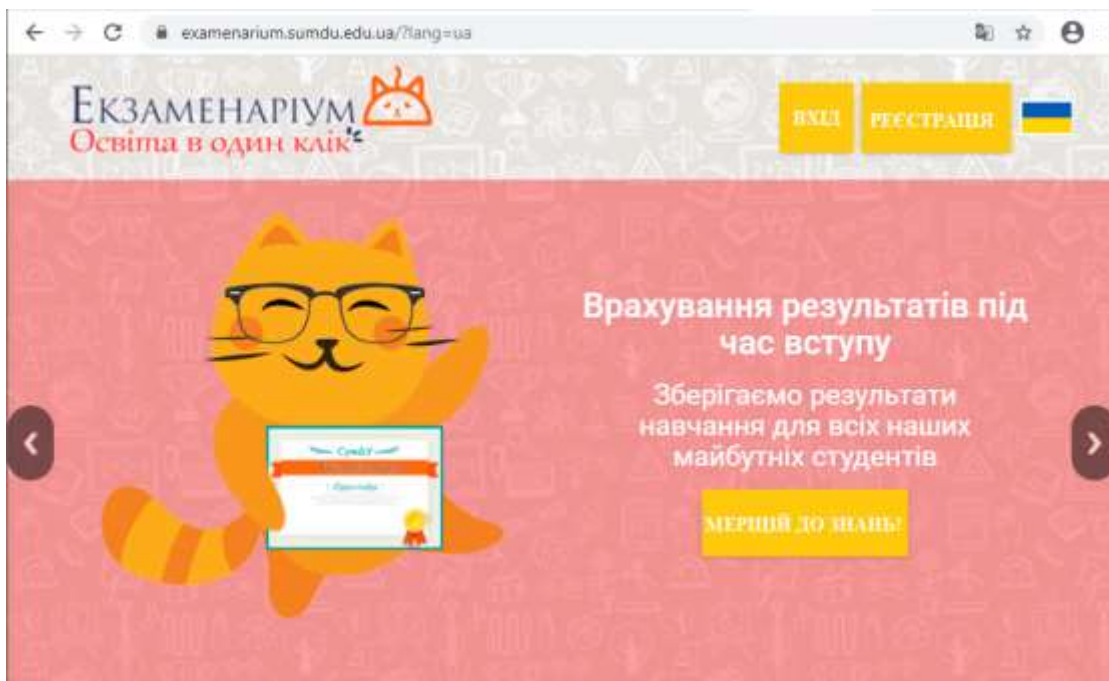 examenarium.sumdu.edu.ua/?lang=ua
ЕКЗАМЕНАРІУМ
Освіта в один клік
ВХІД
РЕЄСТРАЦІЯ
Врахування результатів під
час вступу
Зберігаємо результати
навчання для всіх наших
майбутніх студентів
СумДУ
МЕРЩІЙ ДО ЗНАНЬ!